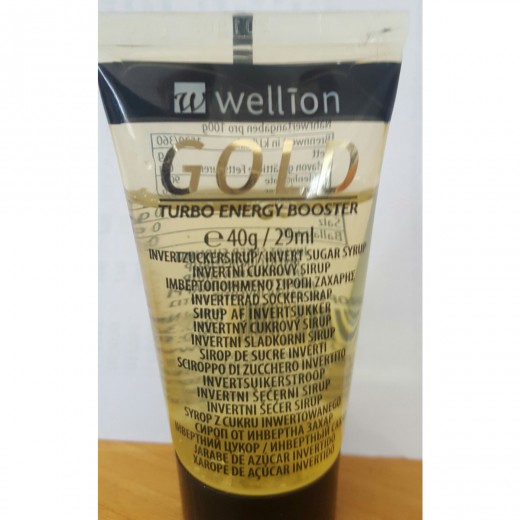 w wellion
GOLD
TURBO ENERGY BOOSTER
℮ 40g / 29ml
INVERTZUCKERSIRUP / INVERT SUGAR SYRUP
INVERTNI CUKROVÝ SIRUP
ΙΜΒΕΡΤΟΠΟΙΗΜΕΝΟ ΣΙΡΟΠΙ ΖΑΧΑΡΗΣ
INVERTERAD SOCKERSIRAP
SIRUP AF INVERTSUKKER
INVERTNÝ CUKROVÝ SIRUP
INVERTNI SLADKORNI SIRUP
SIROP DE SUCRE INVERTI
SCIROPPO DI ZUCCHERO INVERTITO
INVERTSUIKERSTROOP
INVERTNI ŠEĆERNI SIRUP
INVERTNI ŠEĆER SIRUP
SYROP Z CUKRU INWERTOWANEGO
СИРОП ОТ ИНВЕРТНА ЗАХАР
ІНВЕРТНИЙ ЦУКОР / ИНВЕРТНЫЙ
JARABE DE AZÚCAR INVERTIDO
XAROPE DE AÇÚCAR INVERTIDO